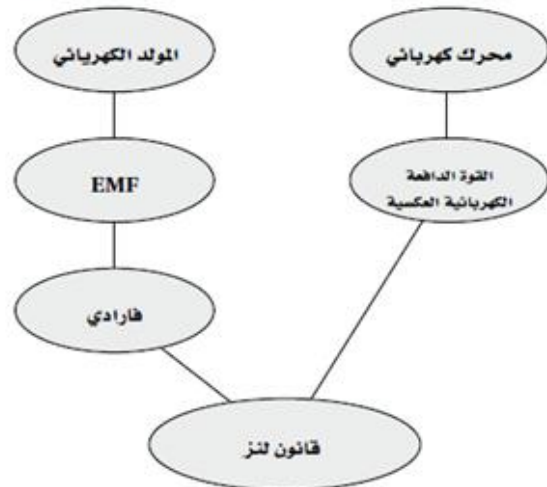 محرك كهربائي
المولد الكهربائي
القوة الدافعة
الكهربائية العكسية
EMF
فارادي
قانون لنز